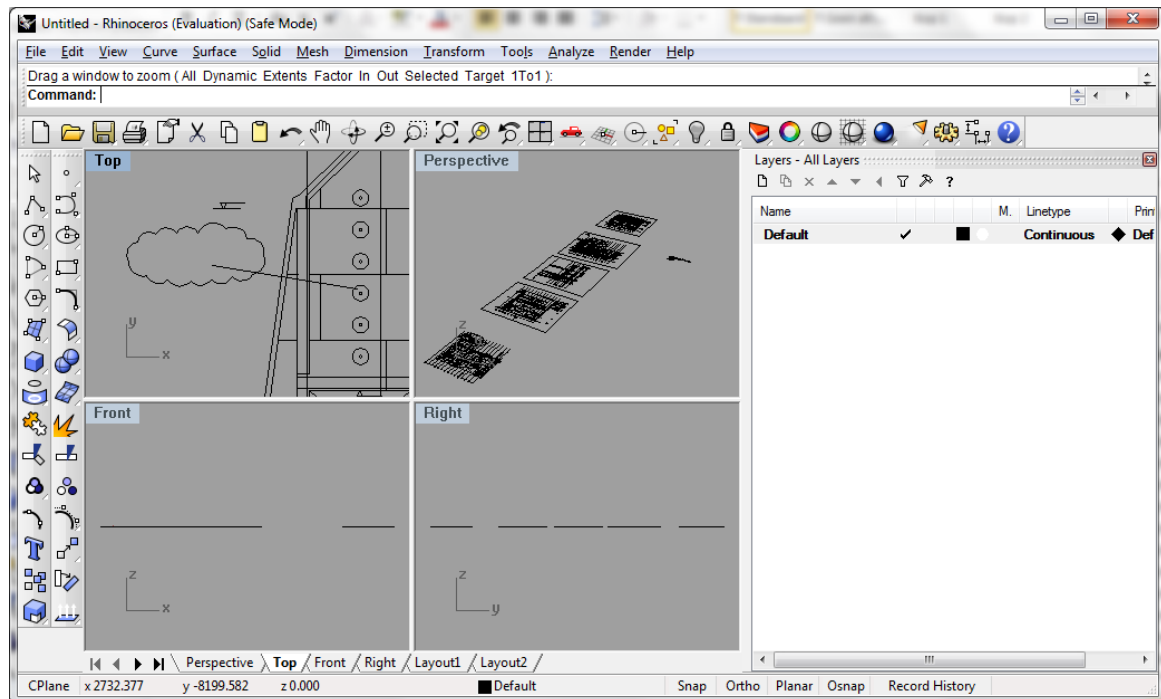 Untitled - Rhinoceros (Evaluation) (Safe Mode)
File Edit View Curve Surface Solid Mesh Dimension Transform Tools Analyze Render Help
Drag a window to zoom ( All Dynamic Extents Factor In Out Selected Target 1To1 ):
Command:
Top
Perspective
Layers - All Layers
Name M. Linetype Prin
Default Continuous Def
y
x
z
Front
Right
z
x
z
y
Perspective Top Front Right Layout1 Layout2
CPlane x 2732.377 y -8199.582 z 0.000 Default Snap Ortho Planar Osnap Record History